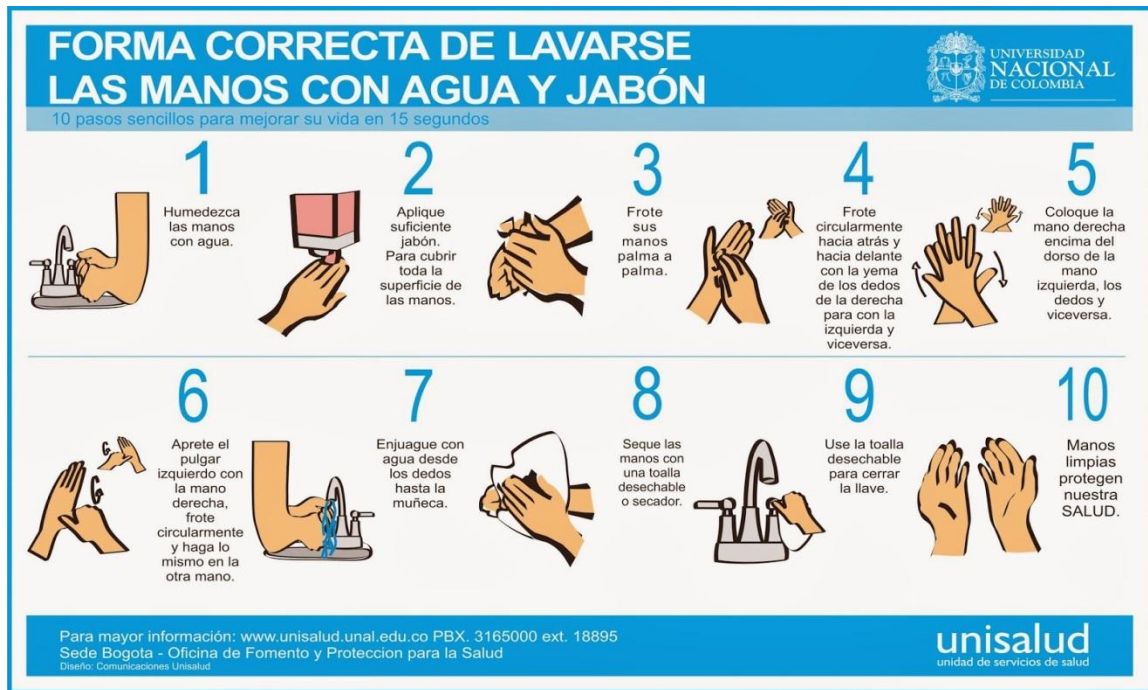 FORMA CORRECTA DE LAVARSE
LAS MANOS CON AGUA Y JABÓN
10 pasos sencillos para mejorar su vida en 15 segundos
UNIVERSIDAD
NACIONAL
DE COLOMBIA
1
Humedezca
las manos
con agua.
2
Aplique
suficiente
jabón.
Para cubrir
toda la
superficie de
las manos.
3
Frote
sus
manos
palma a
palma.
4
Frote
circularmente
hacia atrás y
hacia delante
con la yema
de los dedos
de la derecha
para con la
izquierda y
viceversa.
5
Coloque la
mano derecha
encima del
dorso de la
mano
izquierda, los
dedos y
viceversa.
6
Aprete el
pulgar
izquierdo con
la mano
derecha,
frote
circularmente
y haga lo
mismo en la
otra mano.
7
Enjuague con
agua desde
los dedos
hasta la
muñeca.
8
Seque las
manos con
una toalla
desechable
o secador.
9
Use la toalla
desechable
para cerrar
la llave.
10
Manos
limpias
protegen
nuestra
SALUD.
Para mayor información: www.unisalud.unal.edu.co PBX. 3165000 ext. 18895
Sede Bogota - Oficina de Fomento y Proteccion para la Salud
Diseño: Comunicaciones Unisalud
unisalud
unidad de servicios de salud